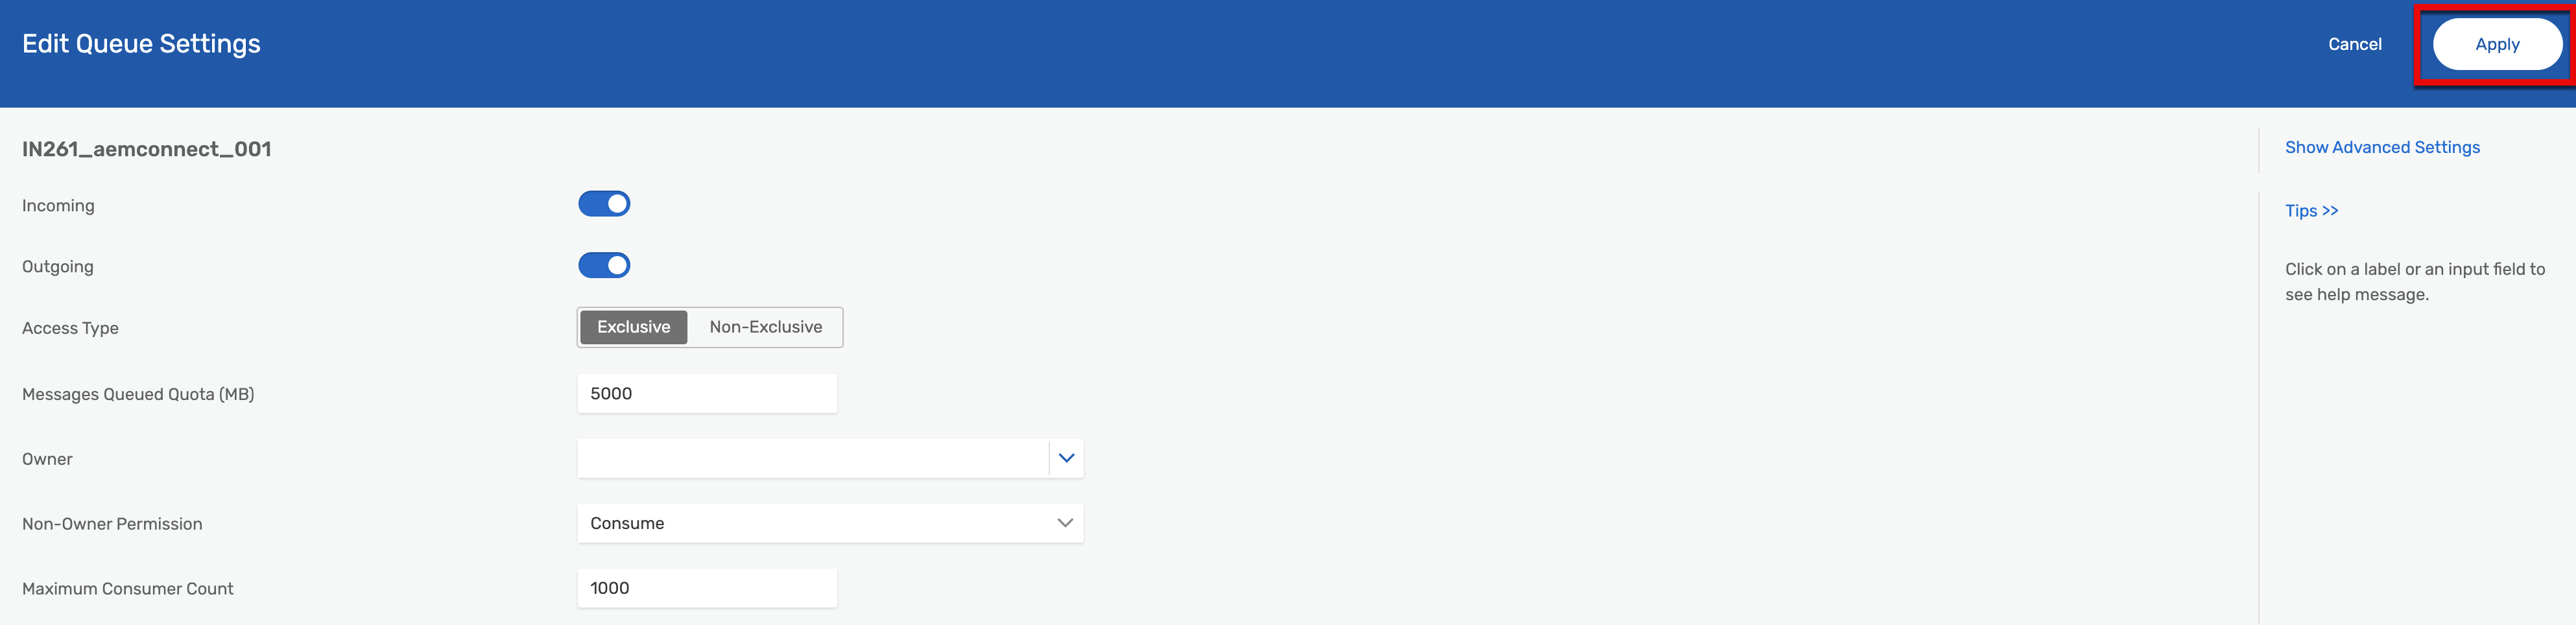 Edit Queue Settings
Cancel
Apply
IN261_aemconnect_001
Show Advanced Settings
Incoming
Tips >>
Outgoing
Click on a label or an input field to
see help message.
Access Type
Exclusive
Non-Exclusive
Messages Queued Quota (MB)
5000
Owner
Non-Owner Permission
Consume
Maximum Consumer Count
1000